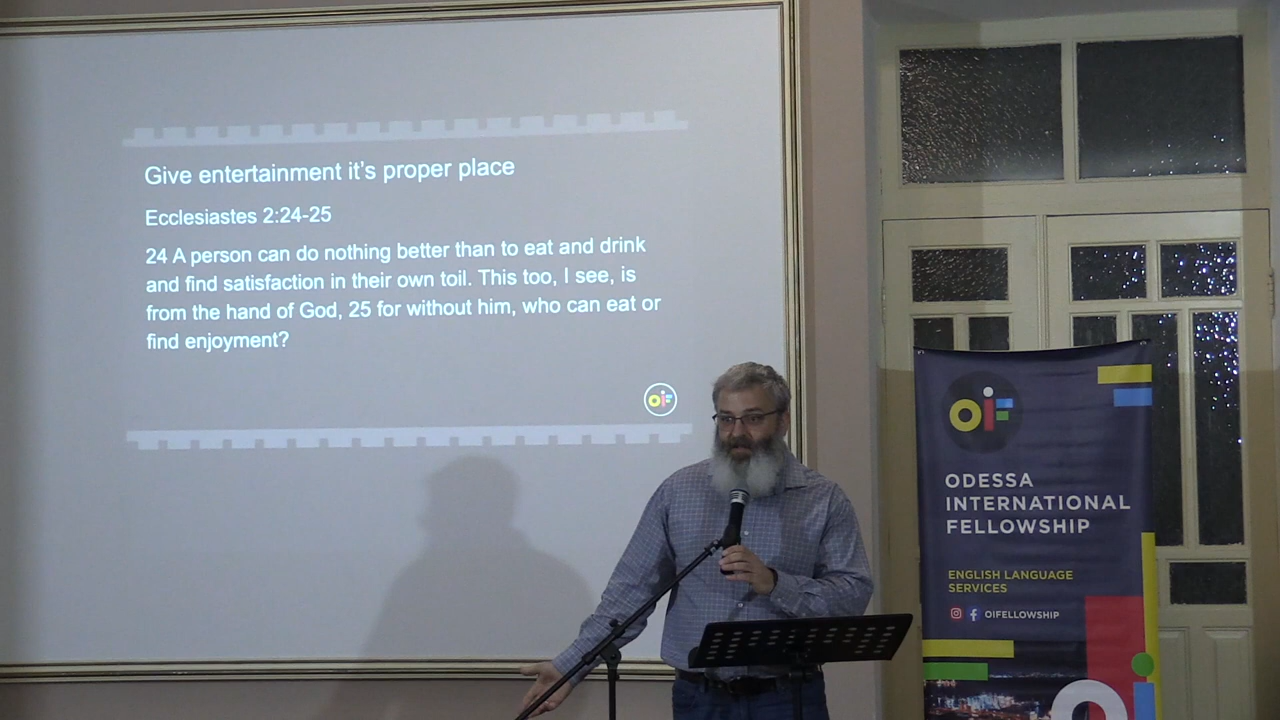 Give entertainment it's proper place
Ecclesiastes 2:24-25
24 A person can do nothing better than to eat and drink
and find satisfaction in their own toil. This too, I see, is
from the hand of God, 25 for without him, who can eat or
find enjoyment?
OIF
OIF
ODESSA
INTERNATIONAL
FELLOWSHIP
ENGLISH LANGUAGE
SERVICES
OIFELLOWSHIP
Oi